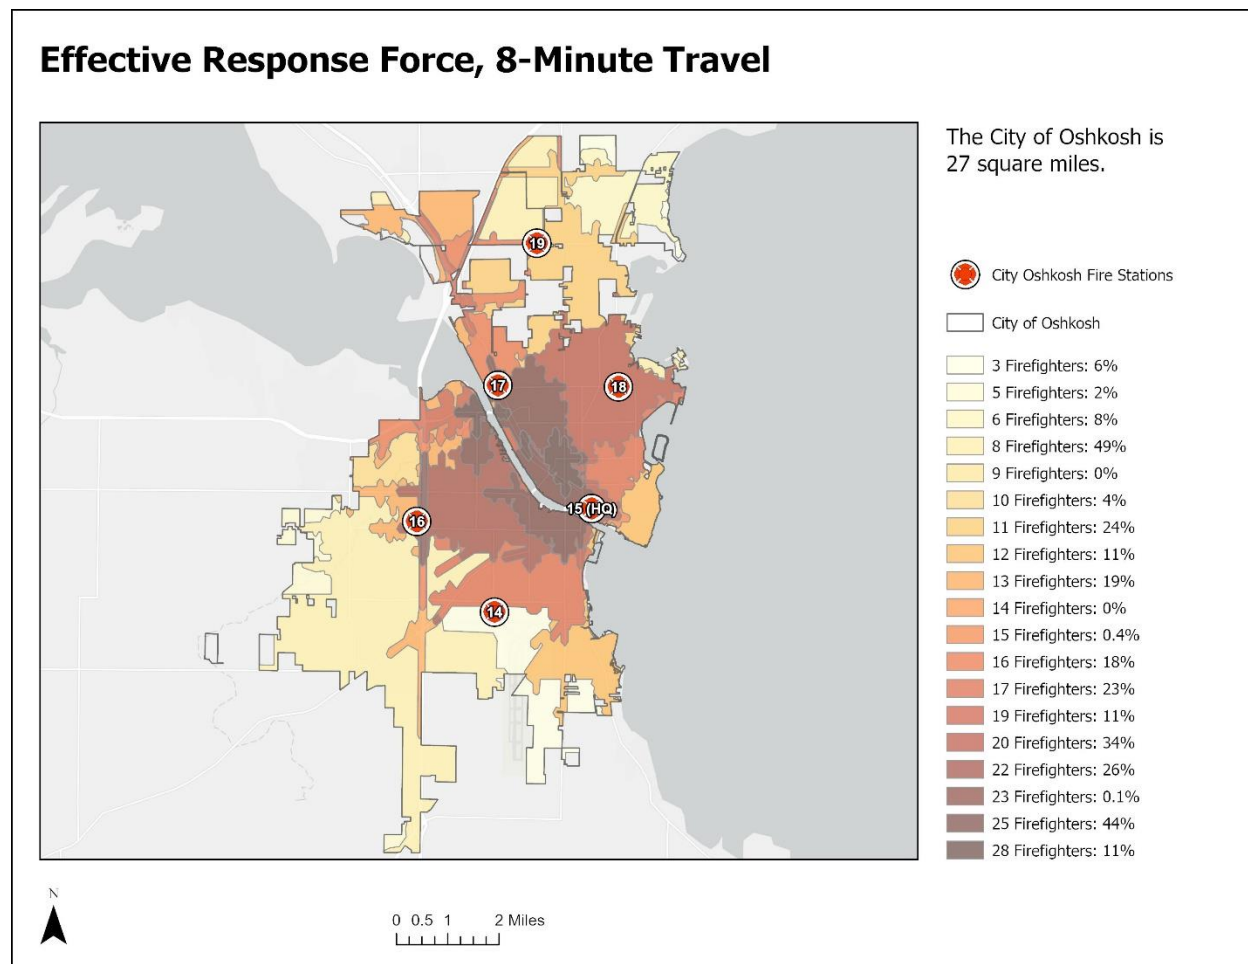 Effective Response Force, 8-Minute Travel
The City of Oshkosh is
27 square miles.
19
17
18
15 (HQ)
16
14
City Oshkosh Fire Stations
City of Oshkosh
3 Firefighters: 6%
5 Firefighters: 2%
6 Firefighters: 8%
8 Firefighters: 49%
9 Firefighters: 0%
10 Firefighters: 4%
11 Firefighters: 24%
12 Firefighters: 11%
13 Firefighters: 19%
14 Firefighters: 0%
15 Firefighters: 0.4%
16 Firefighters: 18%
17 Firefighters: 23%
19 Firefighters: 11%
20 Firefighters: 34%
22 Firefighters: 26%
23 Firefighters: 0.1%
25 Firefighters: 44%
28 Firefighters: 11%
N
0 0.5 1 2 Miles